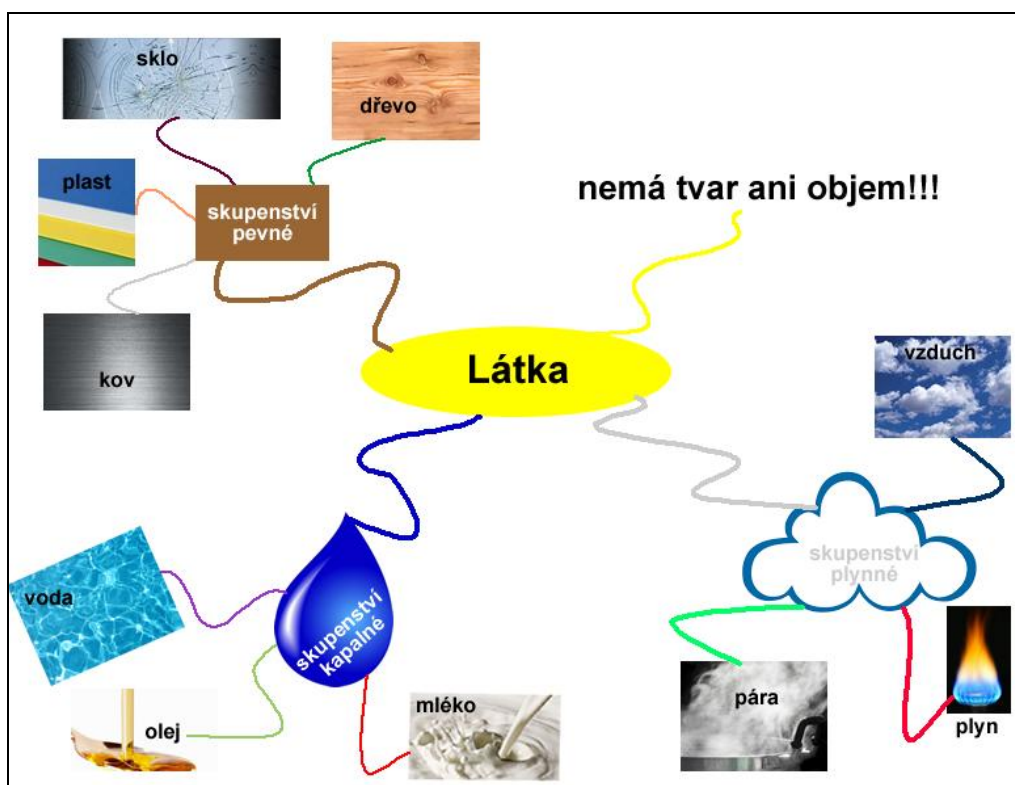 sklo
dřevo
plast
skupenství
pevné
kov
nemá tvar ani objem!!!
Látka
vzduch
skupenství
plynné
voda
skupenství
kapalné
olej
mléko
pára
plyn